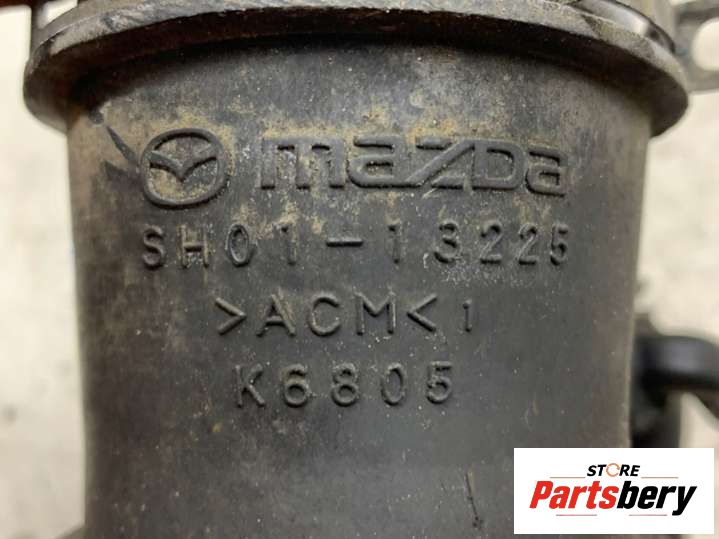 mazda
SH01-13225
>ACM<1
K6805
STORE
Partsbery